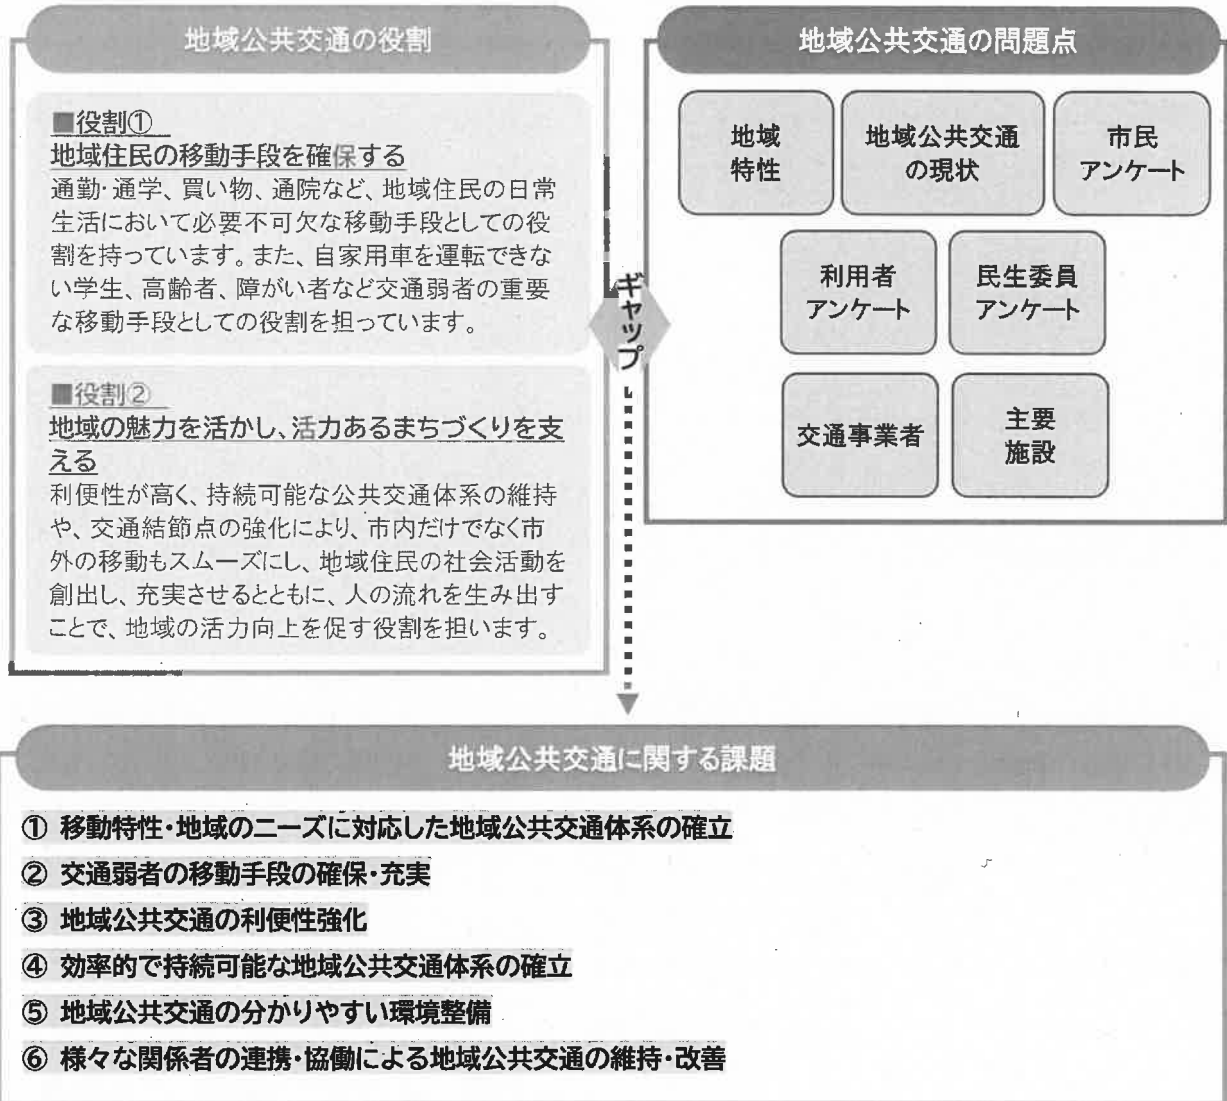 地域公共交通の役割
■役割①
地域住民の移動手段を確保する
通勤・通学、買い物、通院など、地域住民の日常
生活において必要不可欠な移動手段としての役
割を持っています。また、自家用車を運転できな
い学生、高齢者、障がい者など交通弱者の重要
な移動手段としての役割を担っています。
■役割②
地域の魅力を活かし、活力あるまちづくりを支
える
利便性が高く、持続可能な公共交通体系の維持
や、交通結節点の強化により、市内だけでなく市
外の移動もスムーズにし、地域住民の社会活動を
創出し、充実させるとともに、人の流れを生み出す
ことで、地域の活力向上を促す役割を担います。
ギャップ
地域公共交通の問題点
地域
特性
地域公共交通
の現状
市民
アンケート
利用者
アンケート
民生委員
アンケート
交通事業者
主要
施設
地域公共交通に関する課題
① 移動特性・地域のニーズに対応した地域公共交通体系の確立
② 交通弱者の移動手段の確保・充実
③ 地域公共交通の利便性強化
④ 効率的で持続可能な地域公共交通体系の確立
⑤ 地域公共交通の分かりやすい環境整備
⑥ 様々な関係者の連携・協働による地域公共交通の維持・改善